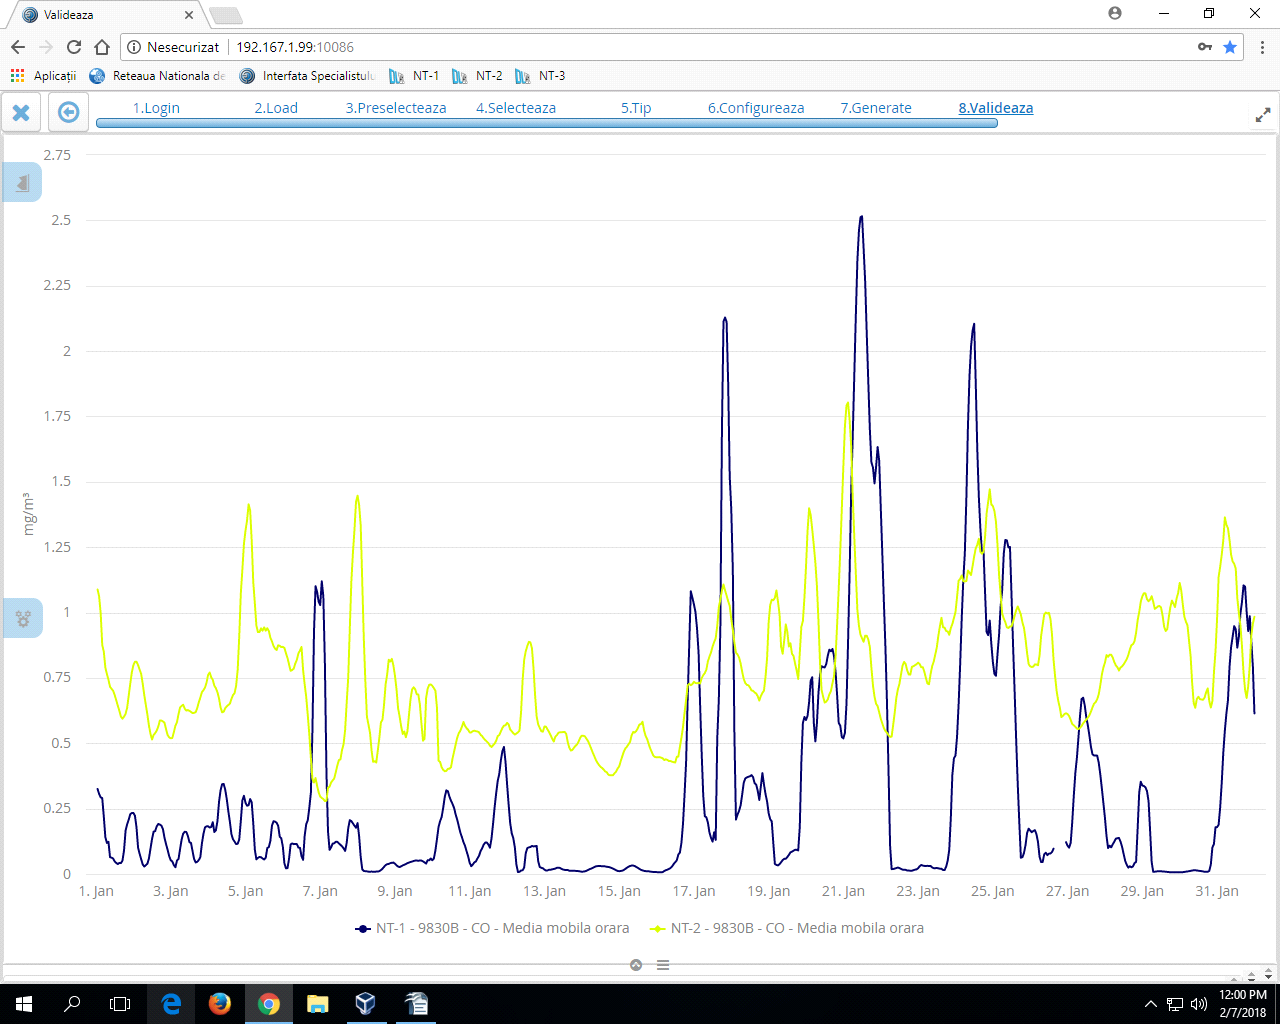 Valideaza
Nesecurizat 192.167.1.99:10086
Aplicații Reteaua Nationala de Interfata Specialistulu NT-1 NT-2 NT-3
1.Login 2.Load 3.Preselecteaza 4.Selecteaza 5.Tip 6.Configureaza 7.Generate 8.Valideaza
2.75
2.5
2.25
2
1.75
1.5
1.25
1
0.75
0.5
0.25
0
mg/m³
1. Jan 3. Jan 5. Jan 7. Jan 9. Jan 11. Jan 13. Jan 15. Jan 17. Jan 19. Jan 21. Jan 23. Jan 25. Jan 27. Jan 29. Jan 31. Jan
NT-1 - 9830B - CO - Media mobila orara NT-2 - 9830B - CO - Media mobila orara
12:00 PM
2/7/2018